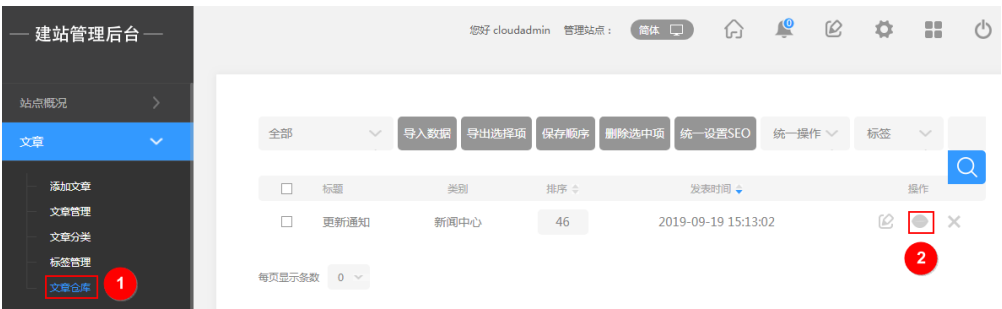 — 建站管理后台 —
您好 cloudadmin 管理站点： 简体
0
站点概况
文章
添加文章
文章管理
文章分类
标签管理
文章仓库
1
全部 导入数据 导出选择项 保存顺序 删除选中项 统一设置SEO 统一操作 标签
标题 类别 排序 发表时间 操作
更新通知 新闻中心 46 2019-09-19 15:13:02
2
每页显示条数 0